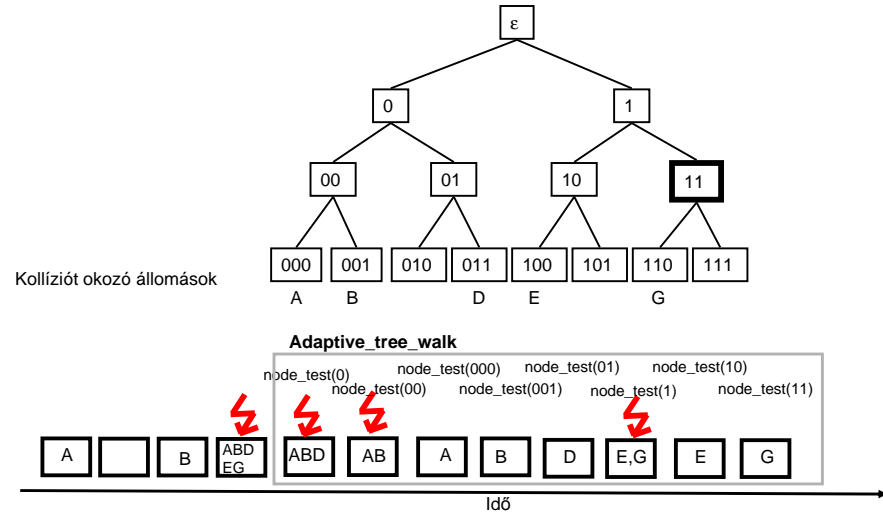 ε
0 1
00 01 10 11
000 001 010 011 100 101 110 111
Kollíziót okozó állomások
A B D E G
Adaptive_tree_walk
node_test(0) node_test(000) node_test(01) node_test(10)
node_test(00) node_test(001) node_test(1) node_test(11)
A B ABD ABD AB A B D E,G E G
EG
Idő